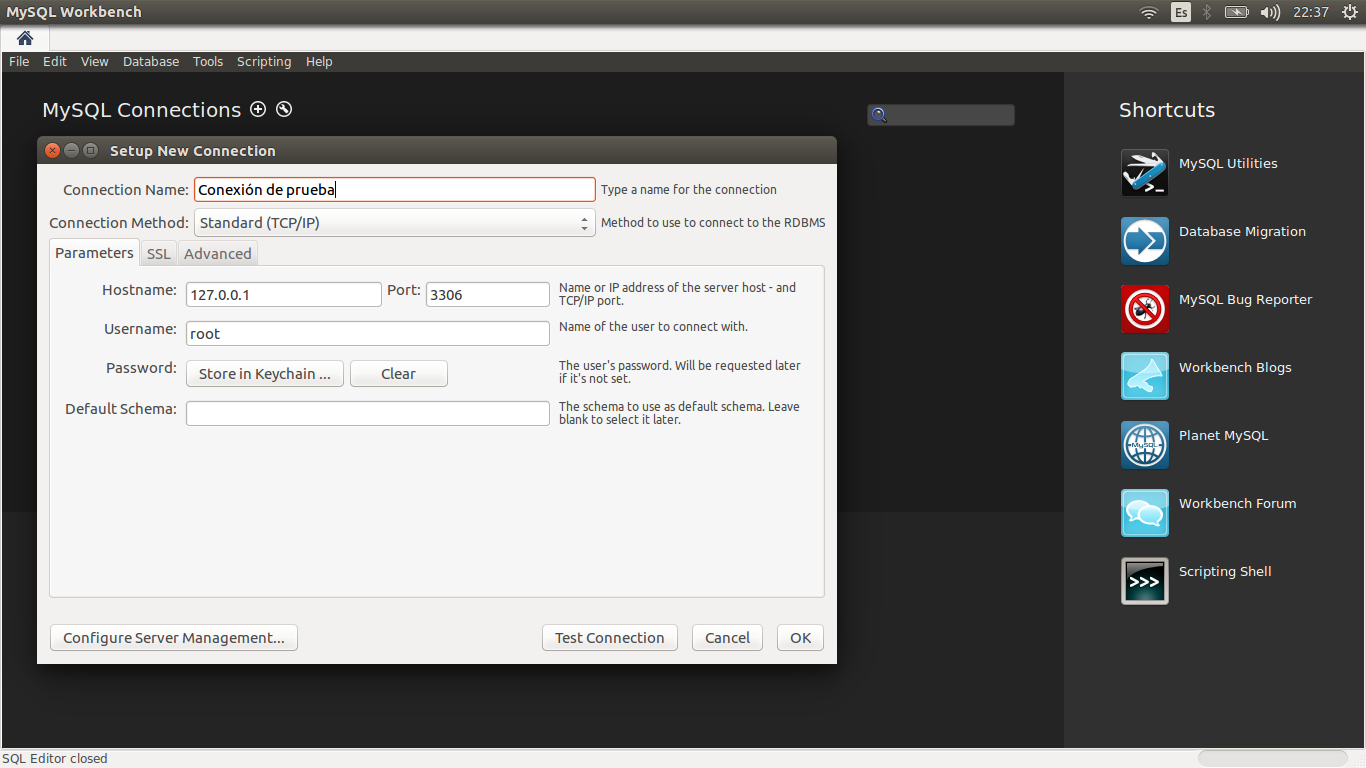 MySQL Workbench
Es
22:37
File Edit View Database Tools Scripting Help
MySQL Connections
Shortcuts
Setup New Connection
Connection Name: Conexión de prueba Type a name for the connection
Connection Method: Standard (TCP/IP) Method to use to connect to the RDBMS
Parameters SSL Advanced
Hostname: 127.0.0.1 Port: 3306 Name or IP address of the server host - and
TCP/IP port.
Username: root Name of the user to connect with.
Password: Store in Keychain ... Clear The user's password. Will be requested later
if it's not set.
Default Schema: The schema to use as default schema. Leave
blank to select it later.
Configure Server Management... Test Connection Cancel OK
MySQL Utilities
Database Migration
MySQL Bug Reporter
Workbench Blogs
MySQL
Planet MySQL
Workbench Forum
>>>
Scripting Shell
SQL Editor closed